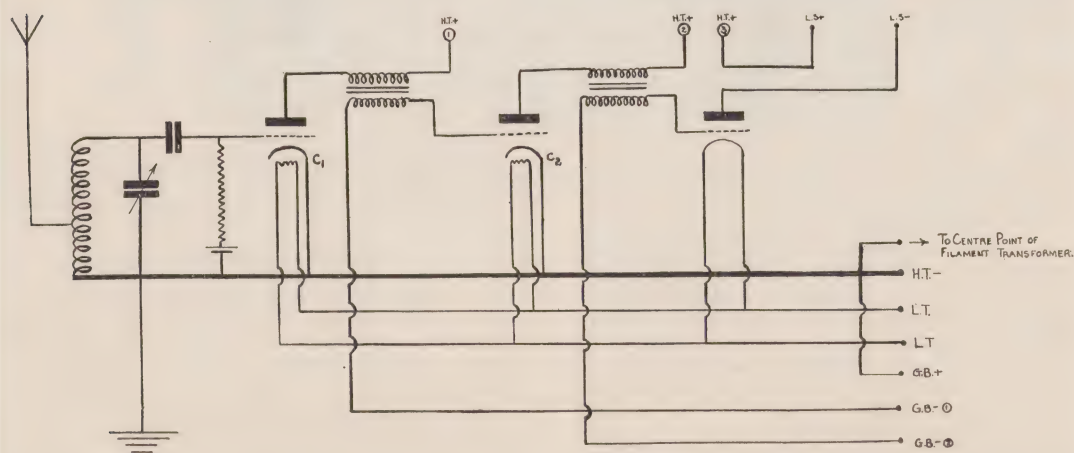 H.T.+
①
H.T.+
②
H.T.+
③
L.S+
L.S-
C₁
C₂
→ To Centre Point of
Filament Transformer.
H.T.-
L.T.
L.T
G.B.+
G.B.-①
G.B.-②